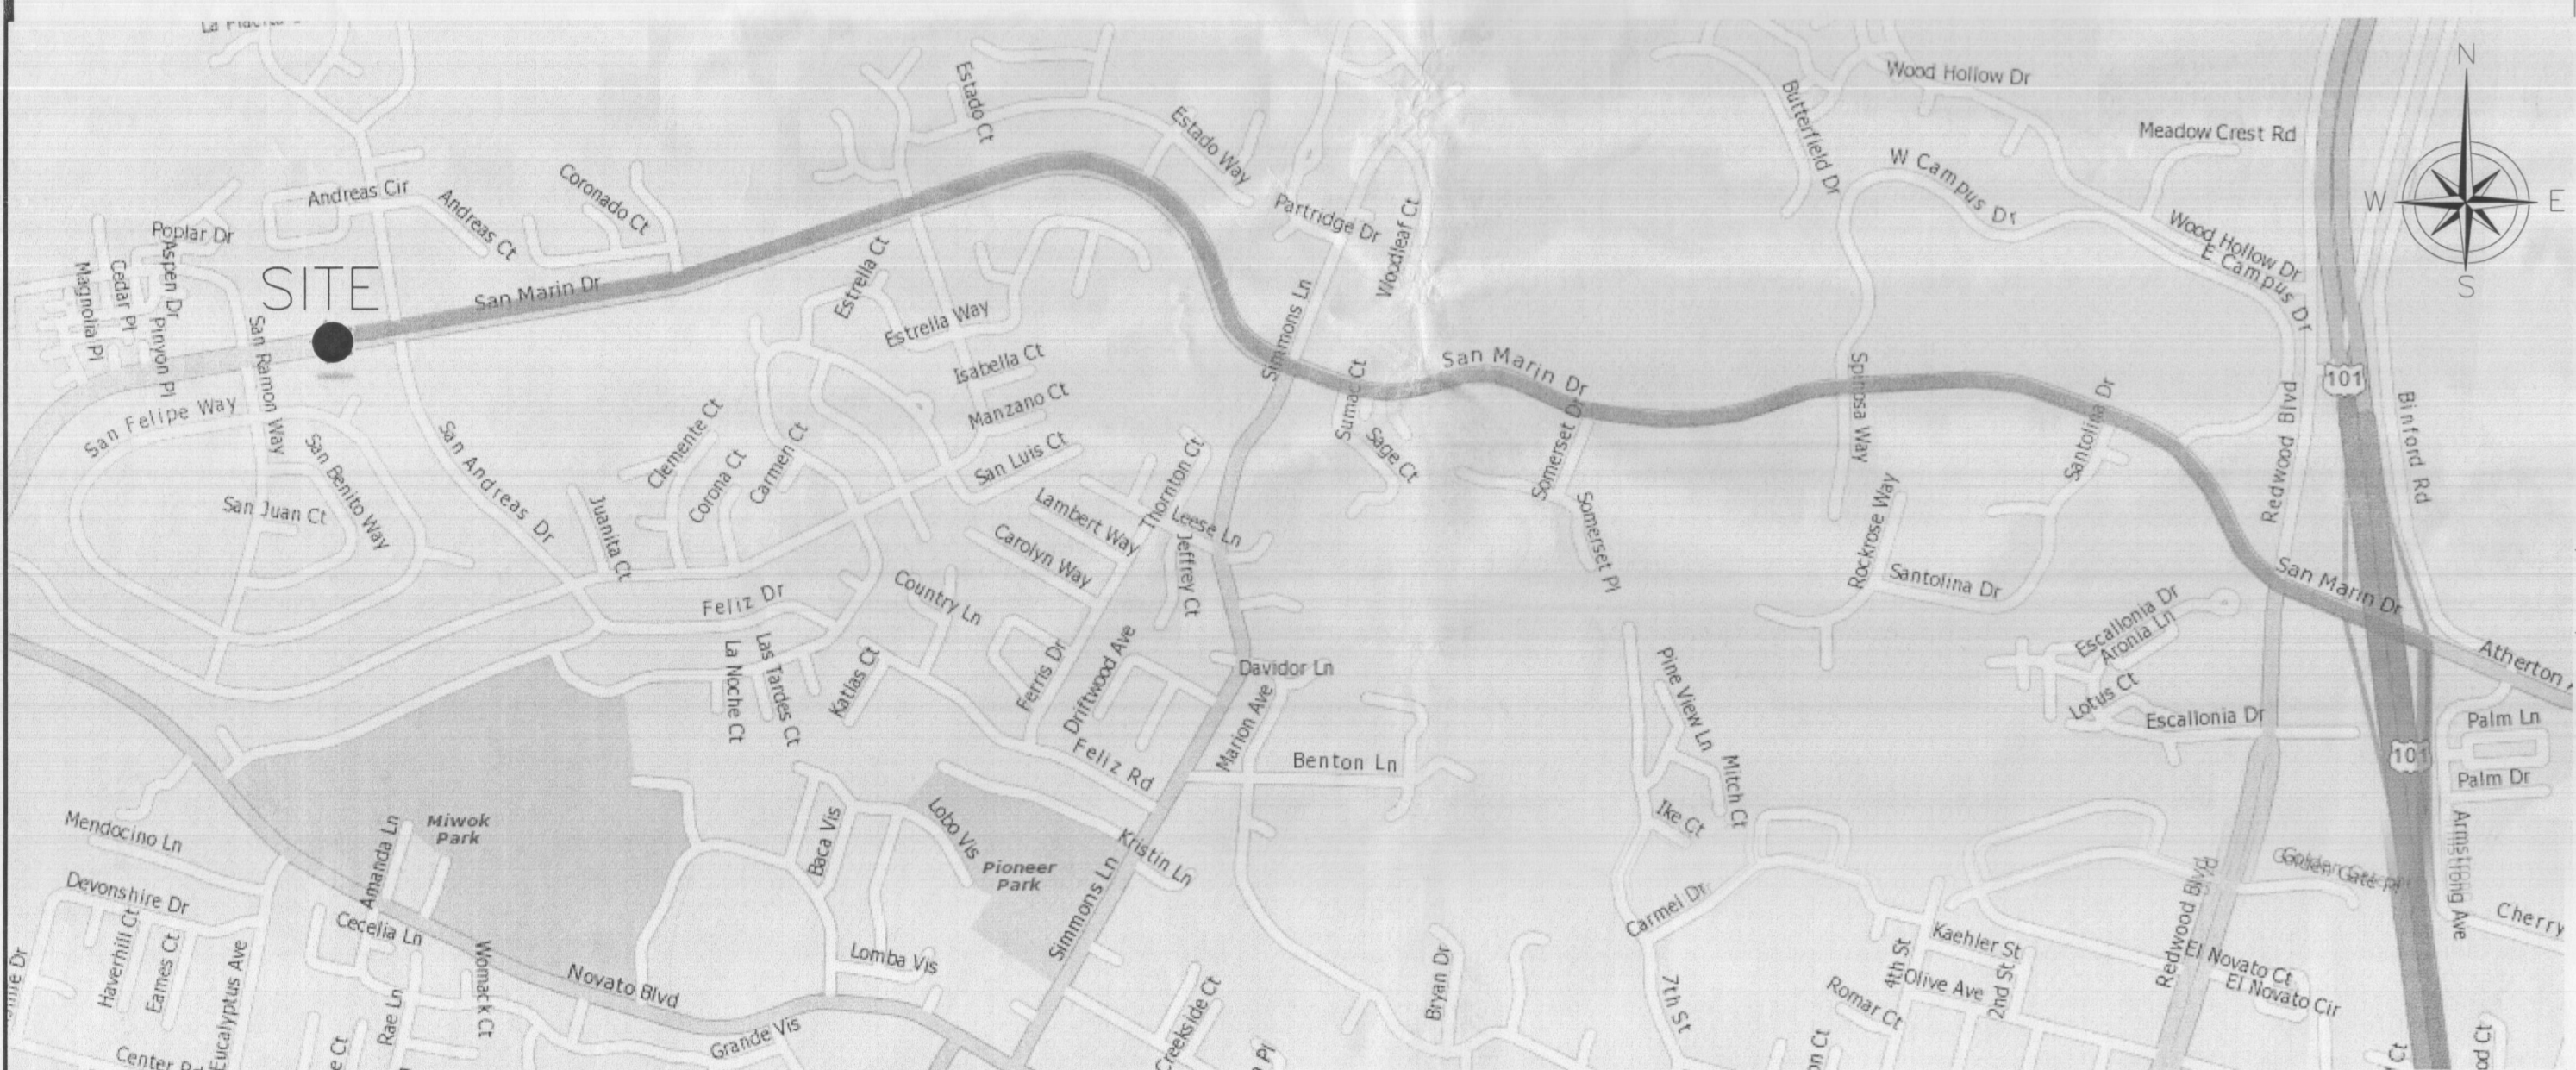 N
W
E
S
Wood Hollow Dr
Meadow Crest Rd
Butterfield Dr
W Campus Dr
Wood Hollow Dr
E Campus Dr
Estado Ct
Estado Way
Partridge Dr
Woodleaf Ct
Andreas Cir
Andreas Ct
Coronado Ct
Poplar Dr
Aspen Dr
Cedar Pl
Magnolia Pl
Pinyon Pl
SITE
San Marin Dr
San Ramon Way
San Felipe Way
San Benito Way
San Juan Ct
San Andreas Dr
Estrella Ct
Estrella Way
Isabella Ct
Manzano Ct
San Luis Ct
Clemente Ct
Corona Ct
Carmen Ct
Juanita Ct
Simmons Ln
Sumac Ct
Sage Ct
San Marin Dr
Somerset Dr
Somerset Pl
Spinosa Way
Rockrose Way
Santolina Dr
Santolina Dr
Redwood Blvd
101
Binford Rd
San Marin Dr
Atherton
Thornton Ct
Leese Ln
Lambert Way
Carolyn Way
Jeffrey Ct
Country Ln
Feliz Dr
La Noche Ct
Las Tardes Ct
Katlas Ct
Ferris Dr
Driftwood Ave
Feliz Rd
Davidor Ln
Marion Ave
Benton Ln
Pine View Ln
Mitch Ct
Ike Ct
Escallonia Dr
Aronia Ln
Lotus Ct
Escallonia Dr
101
Palm Ln
Palm Dr
Armstrong Ave
Cherry
Mendocino Ln
Devonshire Dr
Haverhill Ct
Eames Ct
Eucalyptus Ave
Amanda Ln
Miwok
Park
Cecelia Ln
Rae Ln
Womack Ct
Novato Blvd
Grande Vis
Baca Vis
Lobo Vis
Lomba Vis
Pioneer
Park
Kristin Ln
Simmons Ln
Creekside Ct
Bryan Dr
Carmel Dr
7th St
Kaehler St
4th St
Olive Ave
2nd St
Romar Ct
Redwood Blvd
Golden Gate Pl
El Novato Ct
El Novato Cir
Center Rd
Ct
Ct